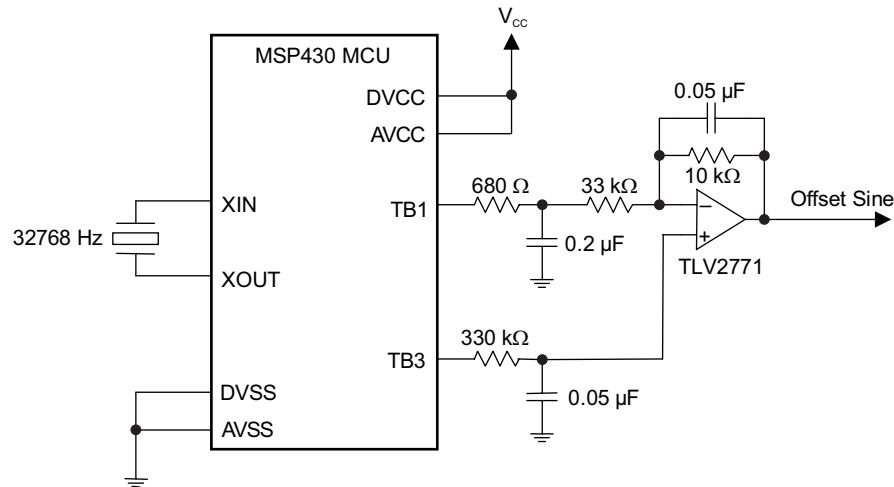 V_CC
MSP430 MCU
DVCC
AVCC
0.05 µF
10 kΩ
680 Ω
33 kΩ
Offset Sine
XIN
TB1
32768 Hz
0.2 µF
TLV2771
XOUT
330 kΩ
TB3
DVSS
0.05 µF
AVSS